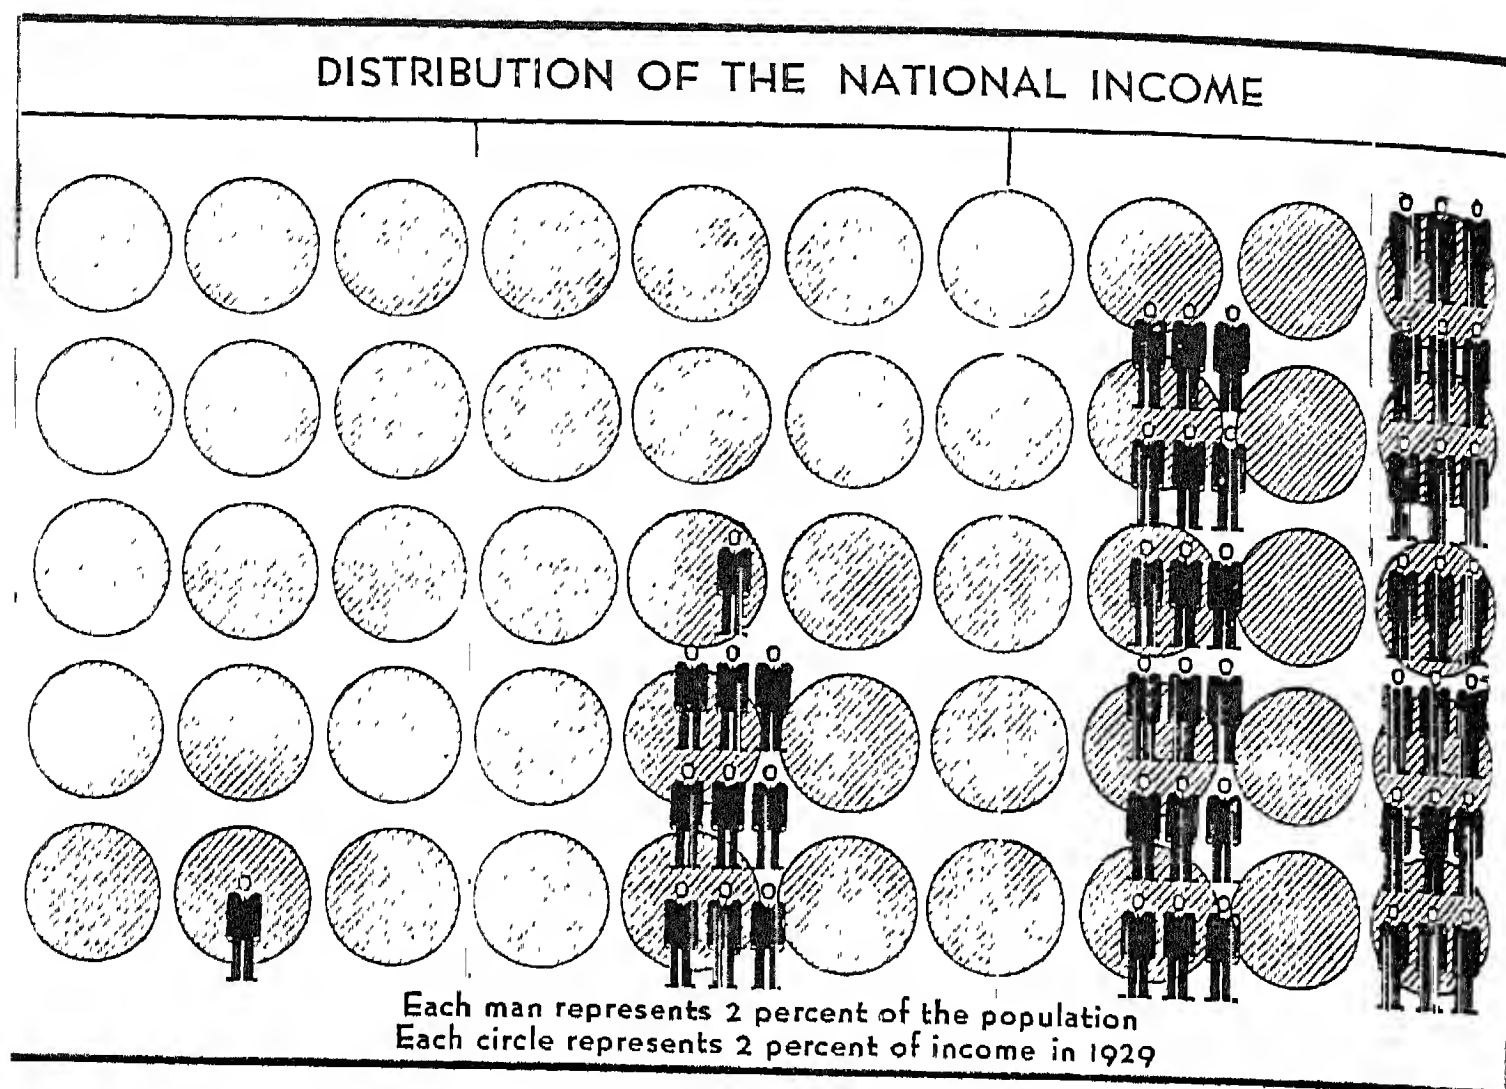 DISTRIBUTION OF THE NATIONAL INCOME
Each man represents 2 percent of the population
Each circle represents 2 percent of income in 1929